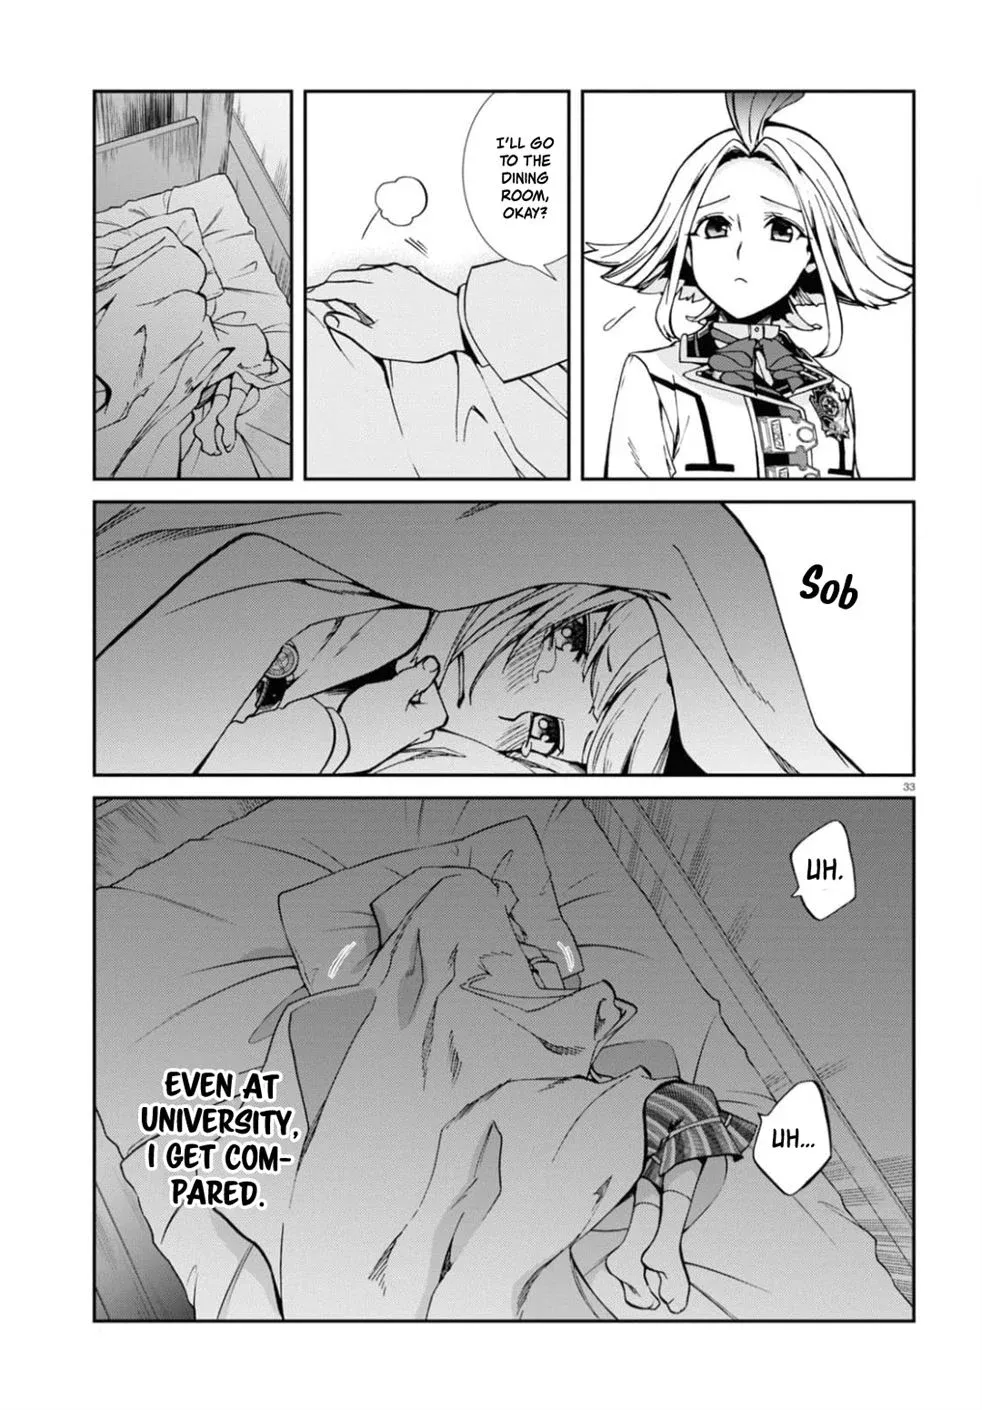 I'LL GO
TO THE
DINING
ROOM,
OKAY?
Sob
33
UH.
EVEN AT
UNIVERSITY,
I GET COM-
PARED.
UH...